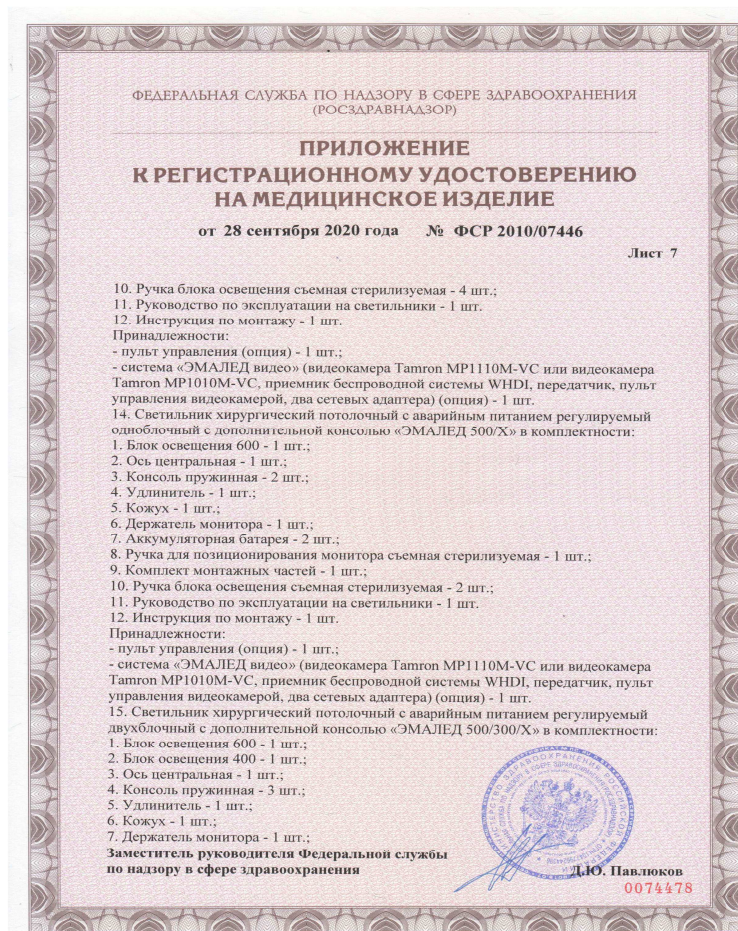 ФЕДЕРАЛЬНАЯ СЛУЖБА ПО НАДЗОРУ В СФЕРЕ ЗДРАВООХРАНЕНИЯ
(РОСЗДРАВНАДЗОР)
ПРИЛОЖЕНИЕ
К РЕГИСТРАЦИОННОМУ УДОСТОВЕРЕНИЮ
НА МЕДИЦИНСКОЕ ИЗДЕЛИЕ
от 28 сентября 2020 года № ФСР 2010/07446
Лист 7
10. Ручка блока освещения съемная стерилизуемая - 4 шт.;
11. Руководство по эксплуатации на светильники - 1 шт.
12. Инструкция по монтажу - 1 шт.
Принадлежности:
- пульт управления (опция) - 1 шт.;
- система «ЭМАЛЕД видео» (видеокамера Tamron MP1110M-VC или видеокамера
Tamron MP1010M-VC, приемник беспроводной системы WHDI, передатчик, пульт
управления видеокамерой, два сетевых адаптера) (опция) - 1 шт.
14. Светильник хирургический потолочный с аварийным питанием регулируемый
одноблочный с дополнительной консолью «ЭМАЛЕД 500/Х» в комплектности:
1. Блок освещения 600 - 1 шт.;
2. Ось центральная - 1 шт.;
3. Консоль пружинная - 2 шт.;
4. Удлинитель - 1 шт.;
5. Кожух - 1 шт.;
6. Держатель монитора - 1 шт.;
7. Аккумуляторная батарея - 2 шт.;
8. Ручка для позиционирования монитора съемная стерилизуемая - 1 шт.;
9. Комплект монтажных частей - 1 шт.;
10. Ручка блока освещения съемная стерилизуемая - 2 шт.;
11. Руководство по эксплуатации на светильники - 1 шт.
12. Инструкция по монтажу - 1 шт.
Принадлежности:
- пульт управления (опция) - 1 шт.;
- система «ЭМАЛЕД видео» (видеокамера Tamron MP1110M-VC или видеокамера
Tamron MP1010M-VC, приемник беспроводной системы WHDI, передатчик, пульт
управления видеокамерой, два сетевых адаптера) (опция) - 1 шт.
15. Светильник хирургический потолочный с аварийным питанием регулируемый
двухблочный с дополнительной консолью «ЭМАЛЕД 500/300/Х» в комплектности:
1. Блок освещения 600 - 1 шт.;
2. Блок освещения 400 - 1 шт.;
3. Ось центральная - 1 шт.;
4. Консоль пружинная - 3 шт.;
5. Удлинитель - 1 шт.;
6. Кожух - 1 шт.;
7. Держатель монитора - 1 шт.;
Заместитель руководителя Федеральной службы
по надзору в сфере здравоохранения
Д.Ю. Павлюков
0074478